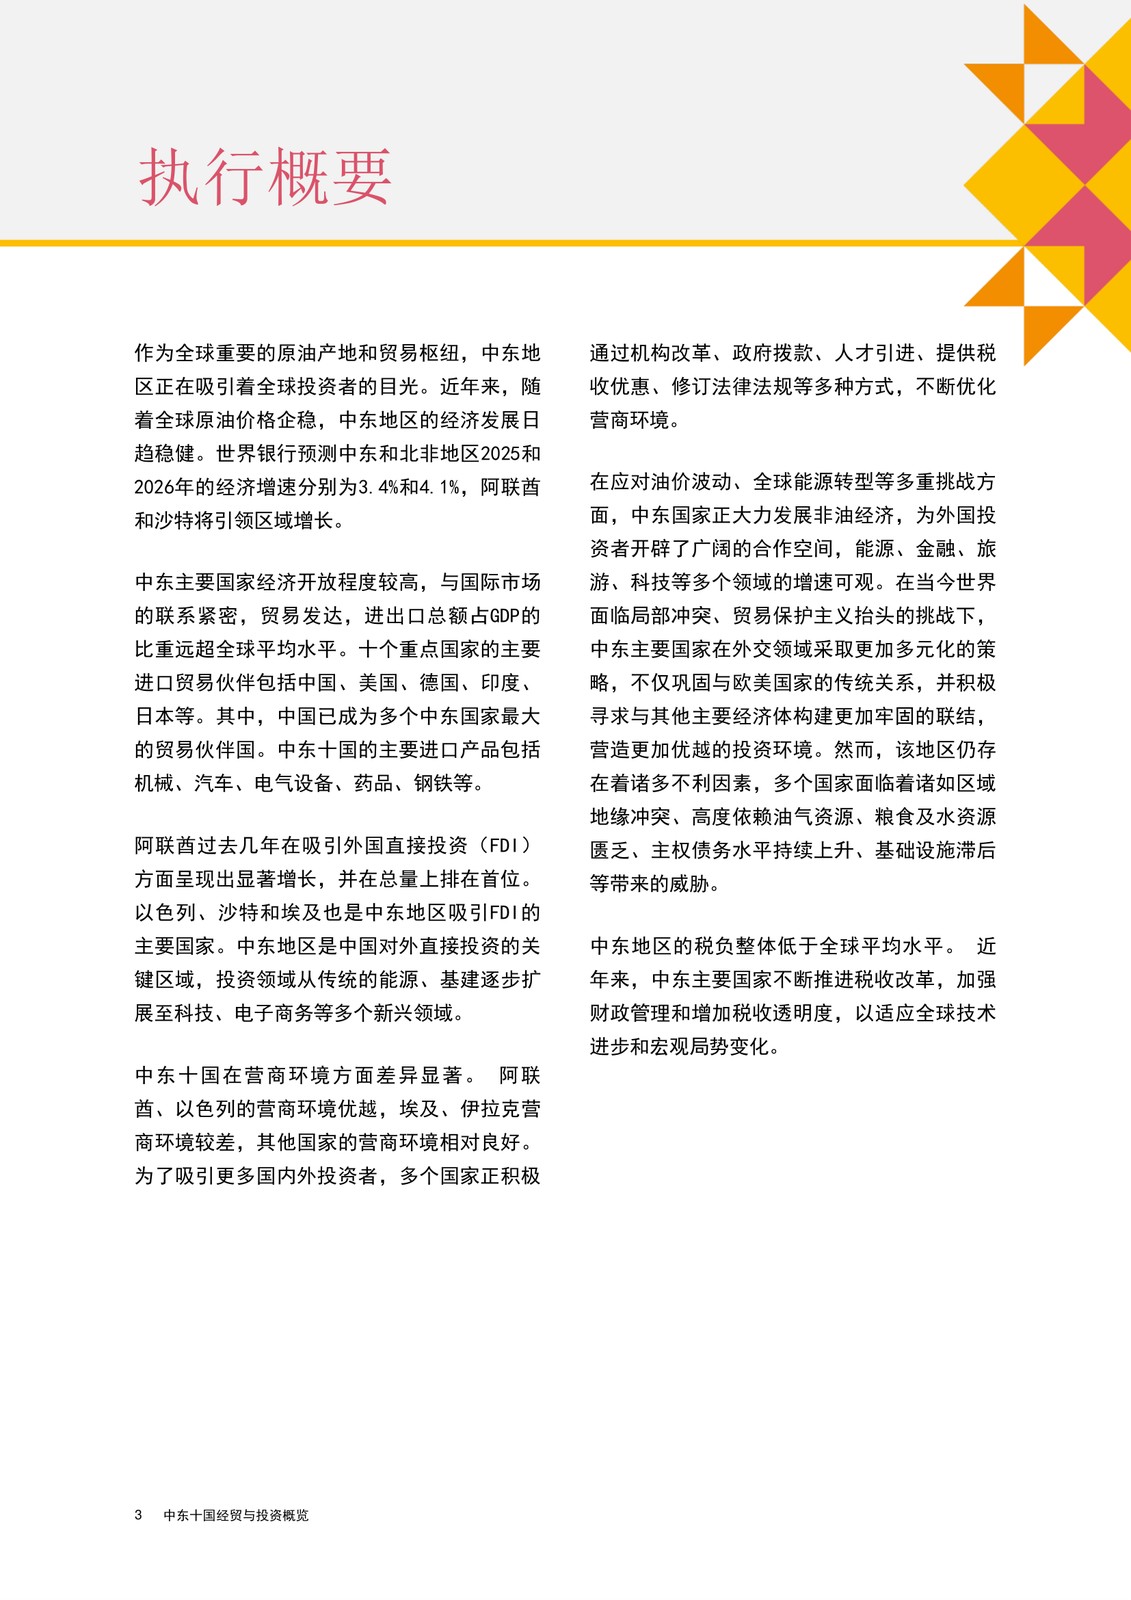 执行概要
作为全球重要的原油产地和贸易枢纽，中东地
区正在吸引着全球投资者的目光。近年来，随
着全球原油价格企稳，中东地区的经济发展日
趋稳健。世界银行预测中东和北非地区2025和
2026年的经济增速分别为3.4%和4.1%，阿联酋
和沙特将引领区域增长。
中东主要国家经济开放程度较高，与国际市场
的联系紧密，贸易发达，进出口总额占GDP的
比重远超全球平均水平。十个重点国家的主要
进口贸易伙伴包括中国、美国、德国、印度、
日本等。其中，中国已成为多个中东国家最大
的贸易伙伴国。中东十国的主要进口产品包括
机械、汽车、电气设备、药品、钢铁等。
阿联酋过去几年在吸引外国直接投资（FDI）
方面呈现出显著增长，并在总量上排在首位。
以色列、沙特和埃及也是中东地区吸引FDI的
主要国家。中东地区是中国对外直接投资的关
键区域，投资领域从传统的能源、基建逐步扩
展至科技、电子商务等多个新兴领域。
中东十国在营商环境方面差异显著。 阿联
酋、以色列的营商环境优越，埃及、伊拉克营
商环境较差，其他国家的营商环境相对良好。
为了吸引更多国内外投资者，多个国家正积极
通过机构改革、政府拨款、人才引进、提供税
收优惠、修订法律法规等多种方式，不断优化
营商环境。
在应对油价波动、全球能源转型等多重挑战方
面，中东国家正大力发展非油经济，为外国投
资者开辟了广阔的合作空间，能源、金融、旅
游、科技等多个领域的增速可观。在当今世界
面临局部冲突、贸易保护主义抬头的挑战下，
中东主要国家在外交领域采取更加多元化的策
略，不仅巩固与欧美国家的传统关系，并积极
寻求与其他主要经济体构建更加牢固的联结，
营造更加优越的投资环境。然而，该地区仍存
在着诸多不利因素，多个国家面临着诸如区域
地缘冲突、高度依赖油气资源、粮食及水资源
匮乏、主权债务水平持续上升、基础设施滞后
等带来的威胁。
中东地区的税负整体低于全球平均水平。 近
年来，中东主要国家不断推进税收改革，加强
财政管理和增加税收透明度，以适应全球技术
进步和宏观局势变化。
3 中东十国经贸与投资概览